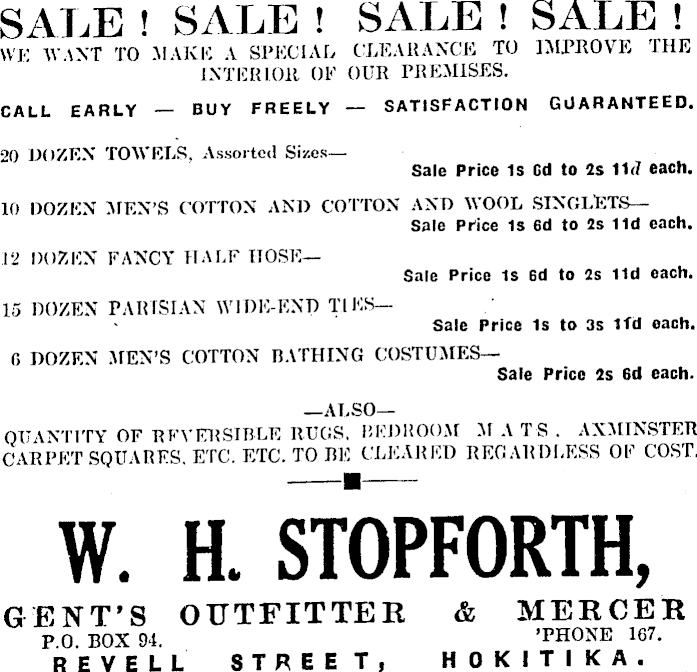 SALE! SALE! SALE! SALE!
WE WANT TO MAKE A SPECIAL CLEARANCE TO IMPROVE THE
INTERIOR OF OUR PREMISES.
CALL EARLY — BUY FREELY — SATISFACTION GUARANTEED.
20 DOZEN TOWELS, Assorted Sizes—
Sale Price 1s 6d to 2s 11d each.
10 DOZEN MEN'S COTTON AND COTTON AND WOOL SINGLETS—
Sale Price 1s 6d to 2s 11d each.
12 DOZEN FANCY HALF HOSE—
Sale Price 1s 6d to 2s 11d each.
15 DOZEN PARISIAN WIDE-END TIES—
Sale Price 1s to 3s 11d each.
6 DOZEN MEN'S COTTON BATHING COSTUMES—
Sale Price 2s 6d each.
—ALSO—
QUANTITY OF REVERSIBLE RUGS, BEDROOM MATS, AXMINSTER
CARPET SQUARES, ETC. ETC. TO BE CLEARED REGARDLESS OF COST.
W. H. STOPFORTH,
GENT'S OUTFITTER & MERCER
P.O. BOX 94. 'PHONE 167.
REVELL STREET, HOKITIKA.